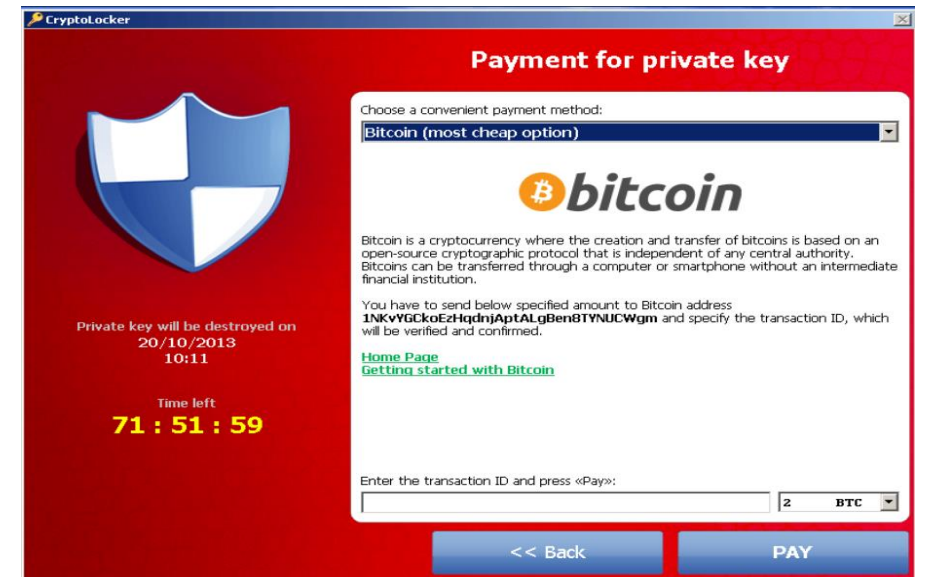 CryptoLocker
Payment for private key
Choose a convenient payment method:
Bitcoin (most cheap option)
bitcoin
Bitcoin is a cryptocurrency where the creation and transfer of bitcoins is based on an
open-source cryptographic protocol that is independent of any central authority.
Bitcoins can be transferred through a computer or smartphone without an intermediate
financial institution.
You have to send below specified amount to Bitcoin address
1NKvYGCkoEzHqdnjAptALgBen8TYNUCWgm and specify the transaction ID, which
will be verified and confirmed.
Home Page
Getting started with Bitcoin
Private key will be destroyed on
20/10/2013
10:11
Time left
71 : 51 : 59
Enter the transaction ID and press «Pay»:
2 BTC
<< Back
PAY